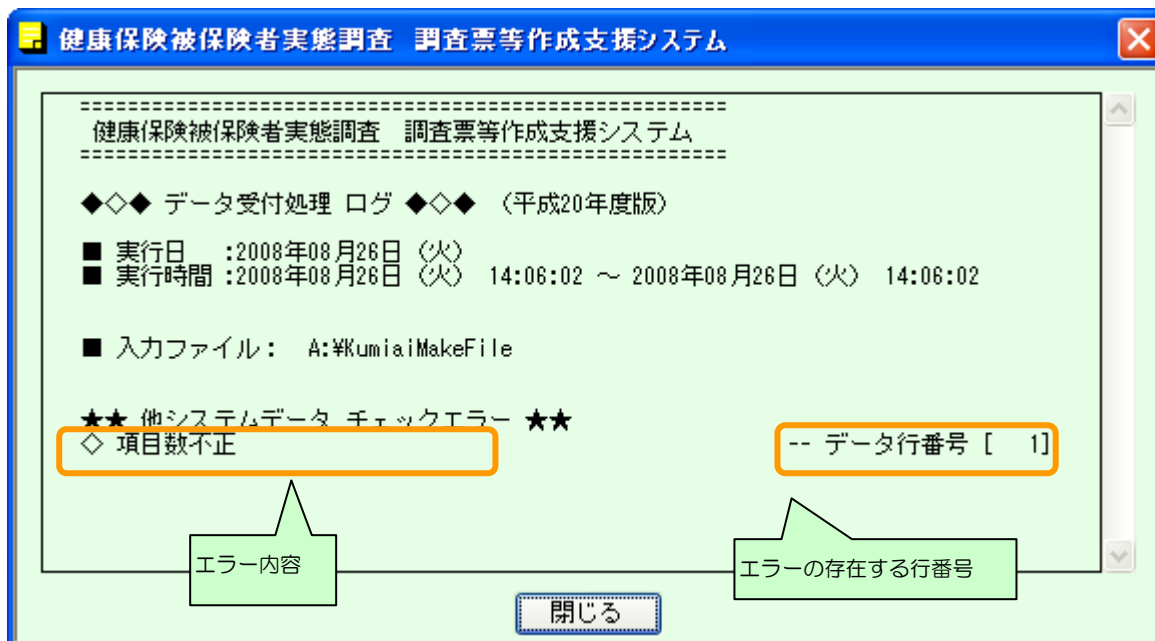 健康保険被保険者実態調査 調査票等作成支援システム
======================================================
健康保険被保険者実態調査 調査票等作成支援システム
======================================================
◆◇◆ データ受付処理 ログ ◆◇◆ (平成20年度版)
■ 実行日 :2008年08月26日 (火)
■ 実行時間 :2008年08月26日 (火) 14:06:02 ～ 2008年08月26日 (火) 14:06:02
■ 入力ファイル: A:¥KumiaiMakeFile
★★ 他システムデータ チェックエラー ★★
◇ 項目数不正 -- データ行番号 [ 1]
エラー内容
エラーの存在する行番号
閉じる